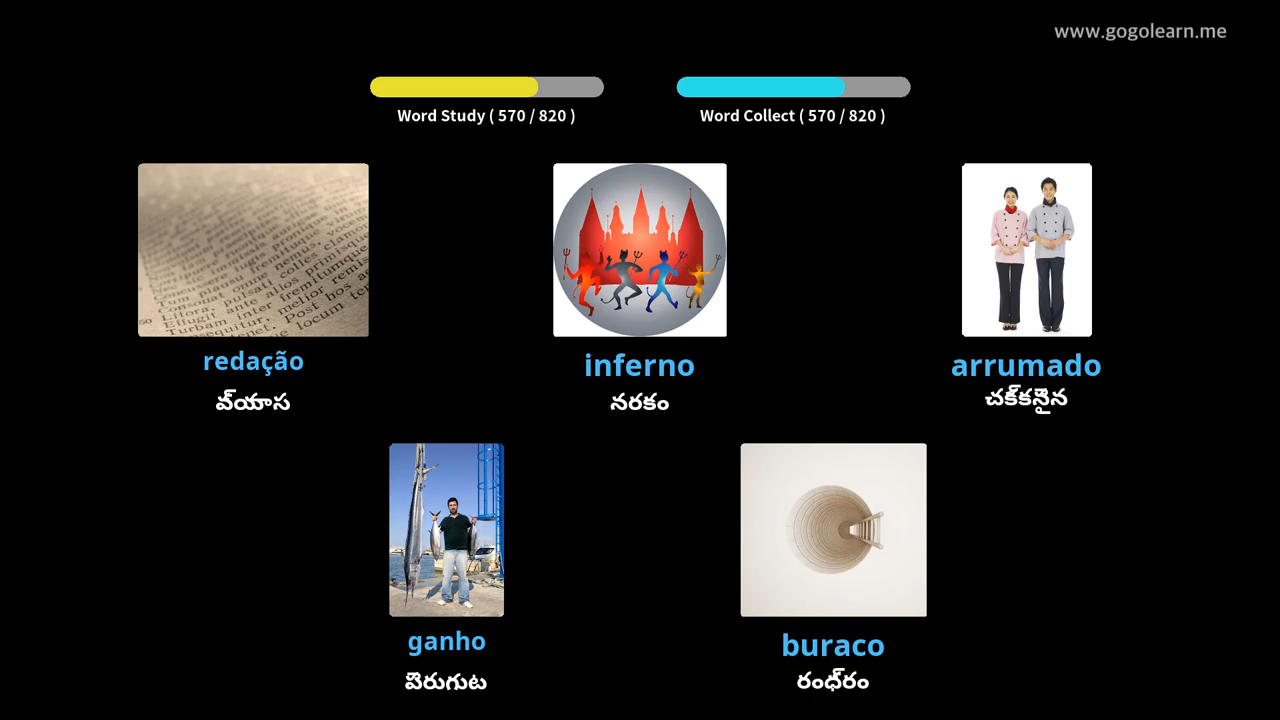 www.gogolearn.me
Word Study ( 570 / 820 )
Word Collect ( 570 / 820 )
redação
వ్యాస
inferno
నరకం
arrumado
చక్కనైన
ganho
పెరుగుట
buraco
రంధ్రం